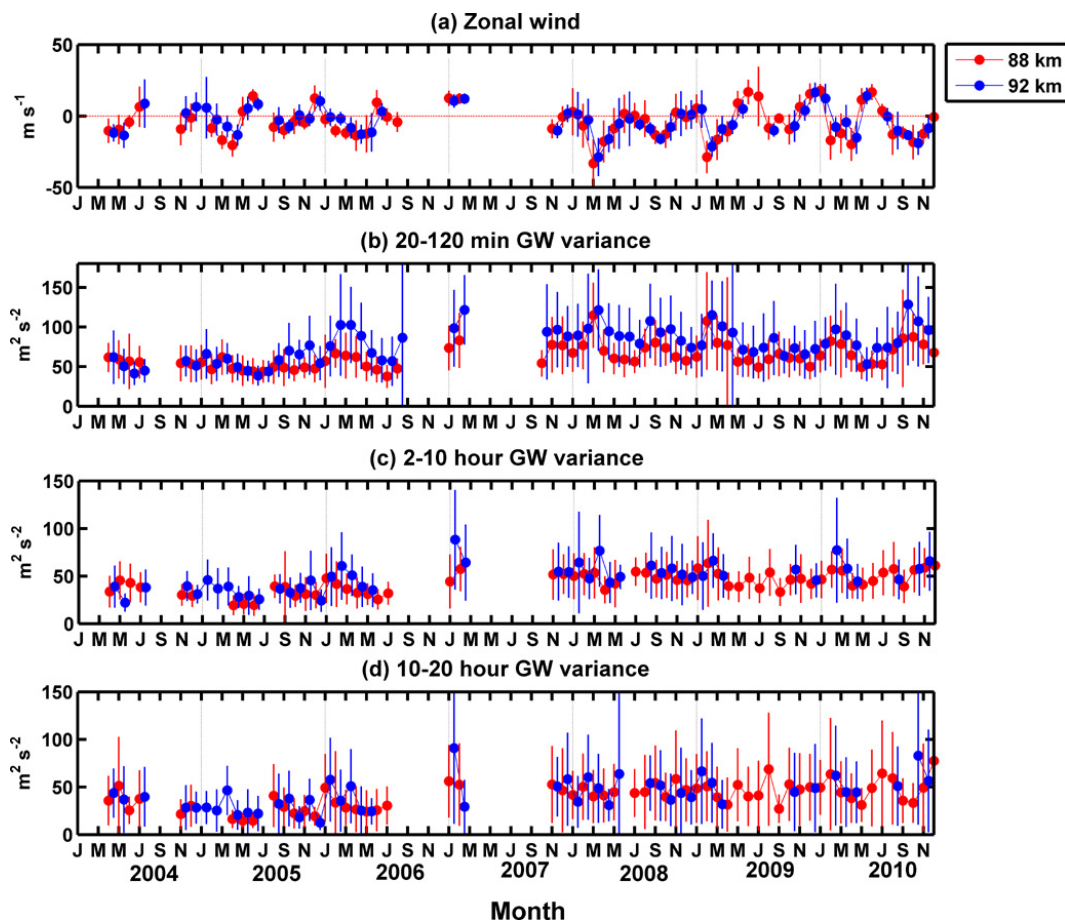 (a) Zonal wind
50
0
-50
m s-1
88 km
92 km
J M M J S N J M M J S N J M M J S N J M M J S N J M M J S N J M M J S N J M M J S N
(b) 20-120 min GW variance
150
100
50
0
m2 s-2
J M M J S N J M M J S N J M M J S N J M M J S N J M M J S N J M M J S N J M M J S N
(c) 2-10 hour GW variance
150
100
50
0
m2 s-2
J M M J S N J M M J S N J M M J S N J M M J S N J M M J S N J M M J S N J M M J S N
(d) 10-20 hour GW variance
150
100
50
0
m2 s-2
J M M J S N J M M J S N J M M J S N J M M J S N J M M J S N J M M J S N J M M J S N
2004 2005 2006 2007 2008 2009 2010
Month